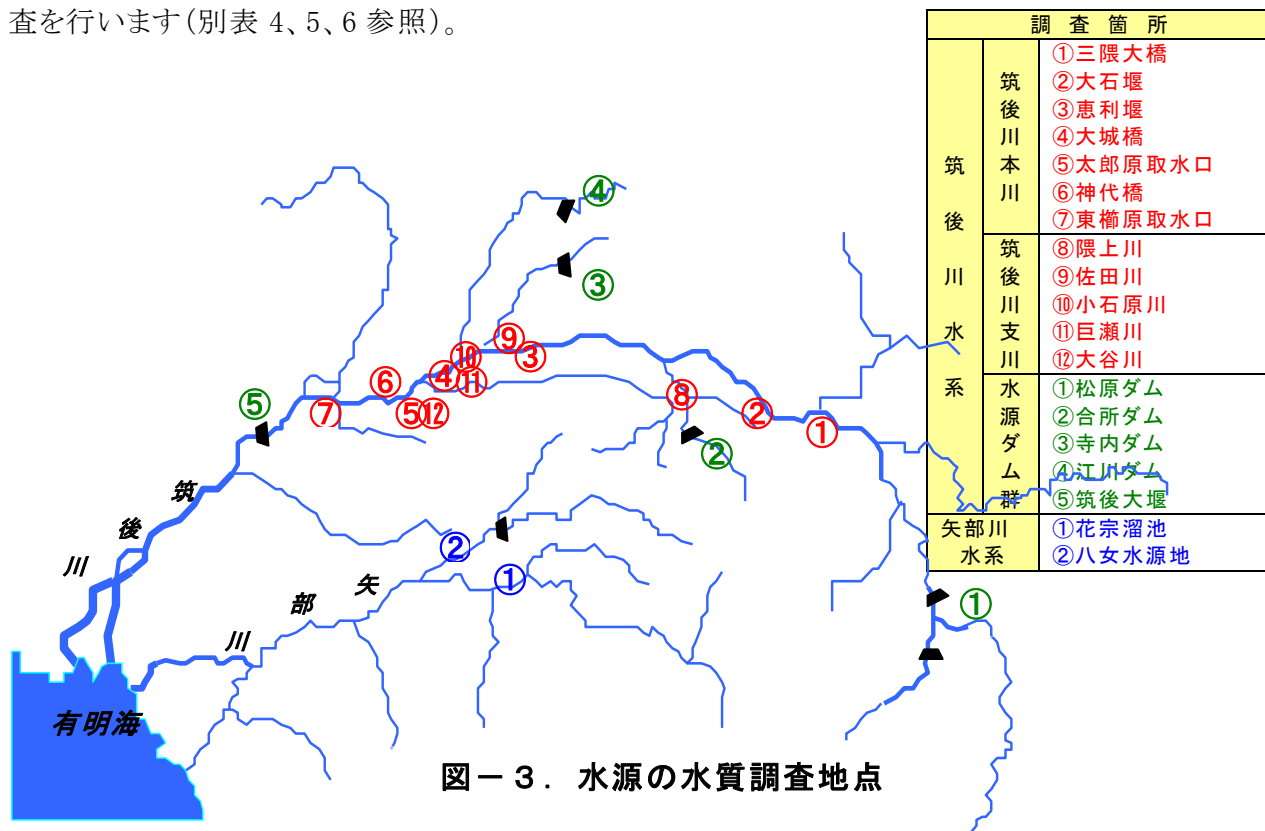 査を行います(別表 4、5、6 参照)。
調査箇所
筑後川水系
筑後川本川
①三隈大橋
②大石堰
③恵利堰
④大城橋
⑤太郎原取水口
⑥神代橋
⑦東櫛原取水口
筑後川支川
⑧隈上川
⑨佐田川
⑩小石原川
⑪巨瀬川
⑫大谷川
水源ダム群
①松原ダム
②合所ダム
③寺内ダム
④江川ダム
⑤筑後大堰
矢部川
水系
①花宗溜池
②八女水源地
④
③
⑨
③
⑩
④
⑪
⑥
⑤
⑫
⑦
⑤
⑧
②
①
②
②
①
①
筑後川
矢部川
有明海
図-3.水源の水質調査地点